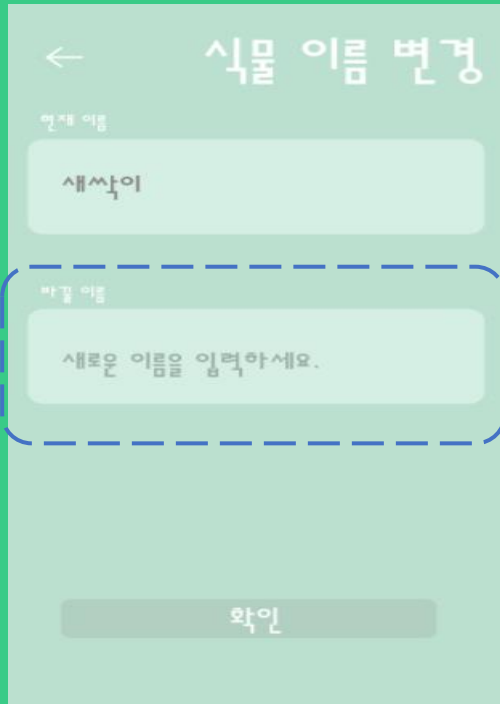 식물 이름 변경
현재 이름
새싹이
바꿀 이름
새로운 이름을 입력하세요.
확인